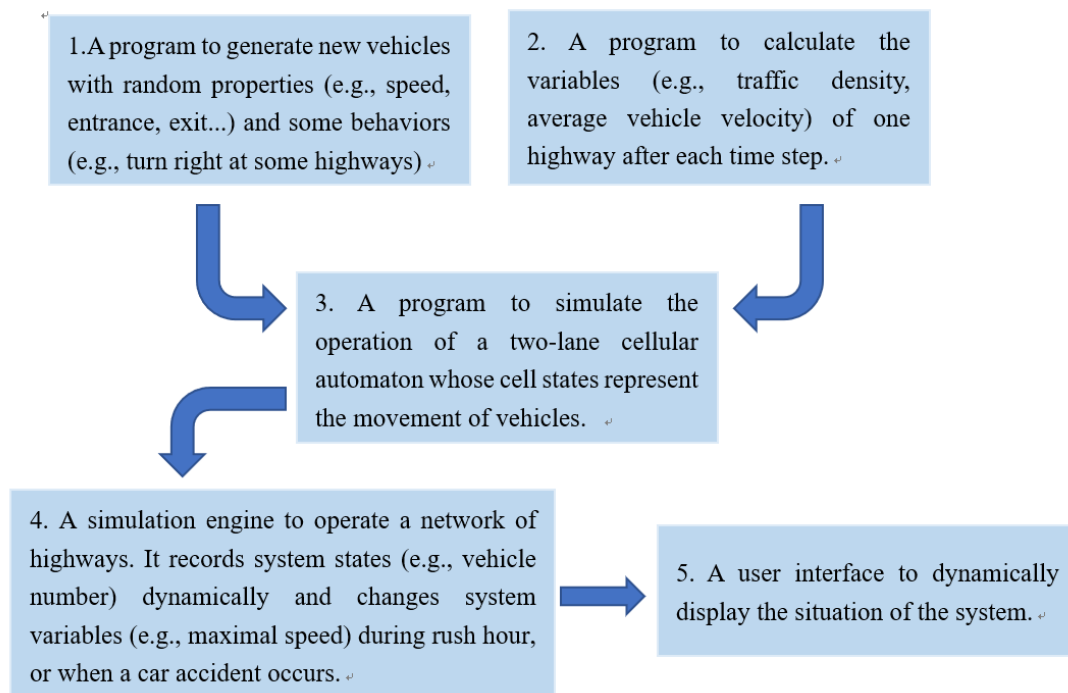 1.A program to generate new vehicles
with random properties (e.g., speed,
entrance, exit...) and some behaviors
(e.g., turn right at some highways)
2. A program to calculate the
variables (e.g., traffic density,
average vehicle velocity) of one
highway after each time step.
3. A program to simulate the
operation of a two-lane cellular
automaton whose cell states represent
the movement of vehicles.
4. A simulation engine to operate a network of
highways. It records system states (e.g., vehicle
number) dynamically and changes system
variables (e.g., maximal speed) during rush hour,
or when a car accident occurs.
5. A user interface to dynamically
display the situation of the system.